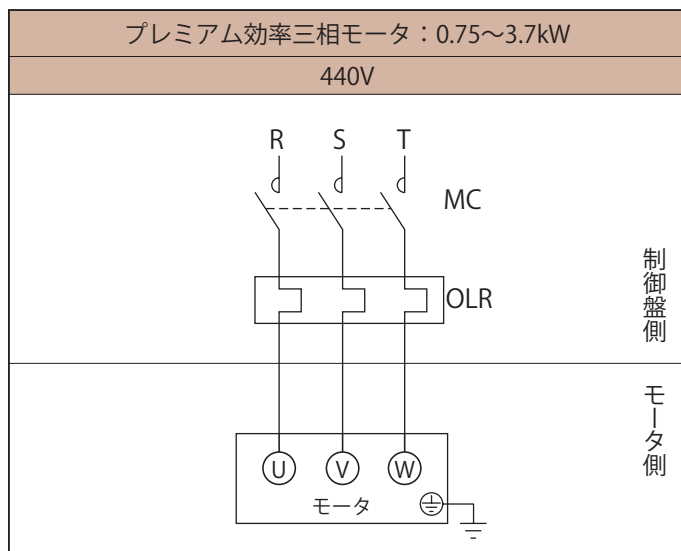 プレミアム効率三相モータ：0.75〜3.7kW
440V
R S T
MC
OLR
制御盤側
モータ側
U V W
モータ